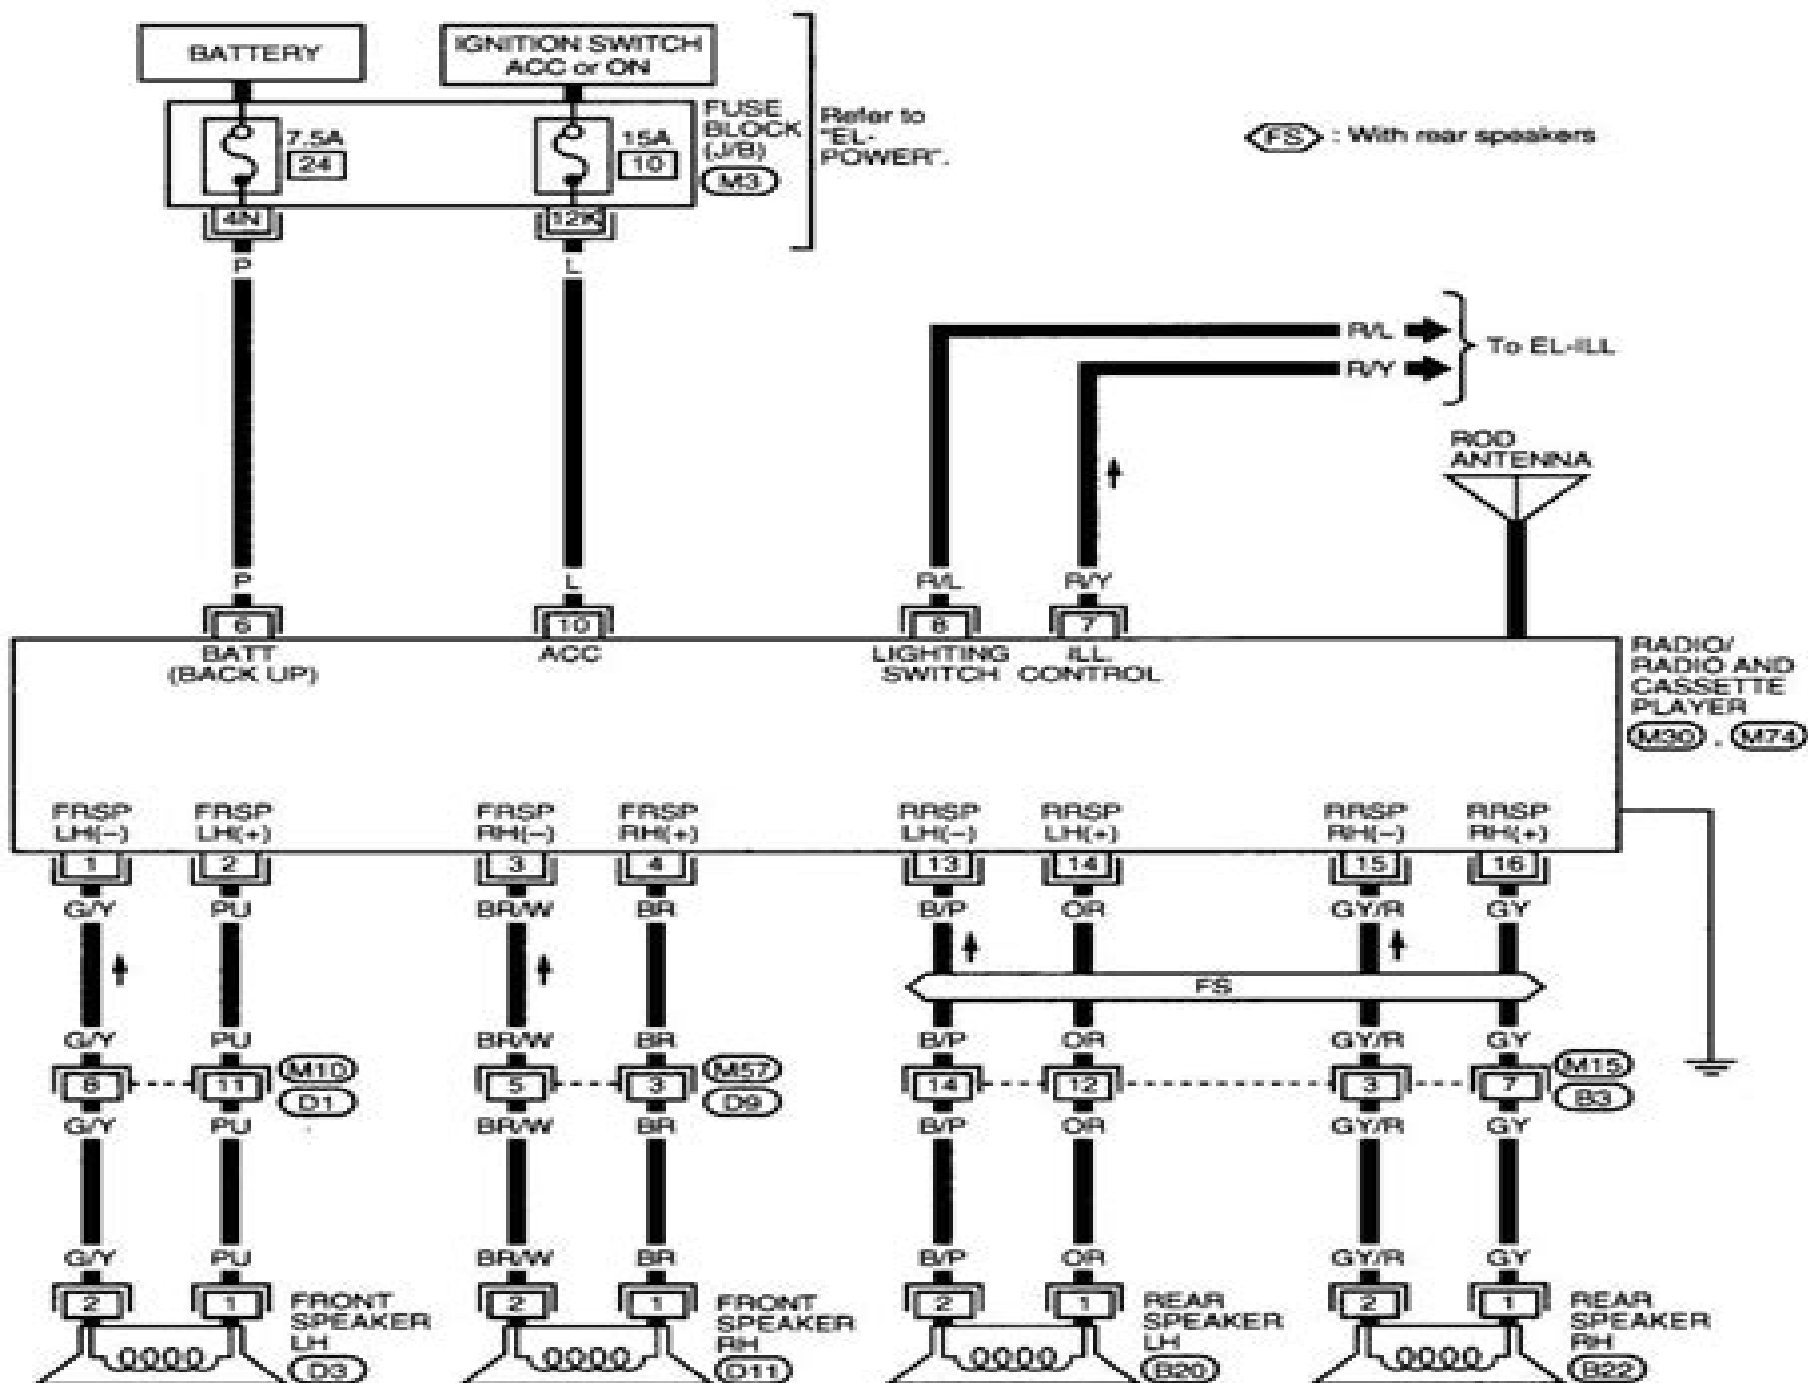 BATTERY
IGNITION SWITCH
ACC or ON
7.5A
24
15A
10
FUSE
BLOCK
(J/B)
M3
Refer to
"EL-
POWER".
FS : With rear speakers
4N
12K
P
L
R/L
R/Y
To EL-ILL
ROD
ANTENNA
P
L
R/L
R/Y
6
10
8
7
BATT
(BACK UP)
ACC
LIGHTING
SWITCH
ILL.
CONTROL
RADIO/
RADIO AND
CASSETTE
PLAYER
M36 , M74
FRSP
LH(-)
FRSP
LH(+)
FRSP
RH(-)
FRSP
RH(+)
RRSP
LH(-)
RRSP
LH(+)
RRSP
RH(-)
RRSP
RH(+)
1
2
3
4
13
14
15
16
G/Y
PU
BR/W
BR
B/P
OR
GY/R
GY
FS
G/Y
PU
BR/W
BR
B/P
OR
GY/R
GY
11
M10
D1
5
3
M57
D9
14
12
3
7
M15
B3
G/Y
PU
BR/W
BR
B/P
OR
GY/R
GY
G/Y
PU
BR/W
BR
B/P
OR
GY/R
GY
2
1
FRONT
SPEAKER
LH
D3
2
1
FRONT
SPEAKER
RH
D11
2
1
REAR
SPEAKER
LH
B20
2
1
REAR
SPEAKER
RH
B22